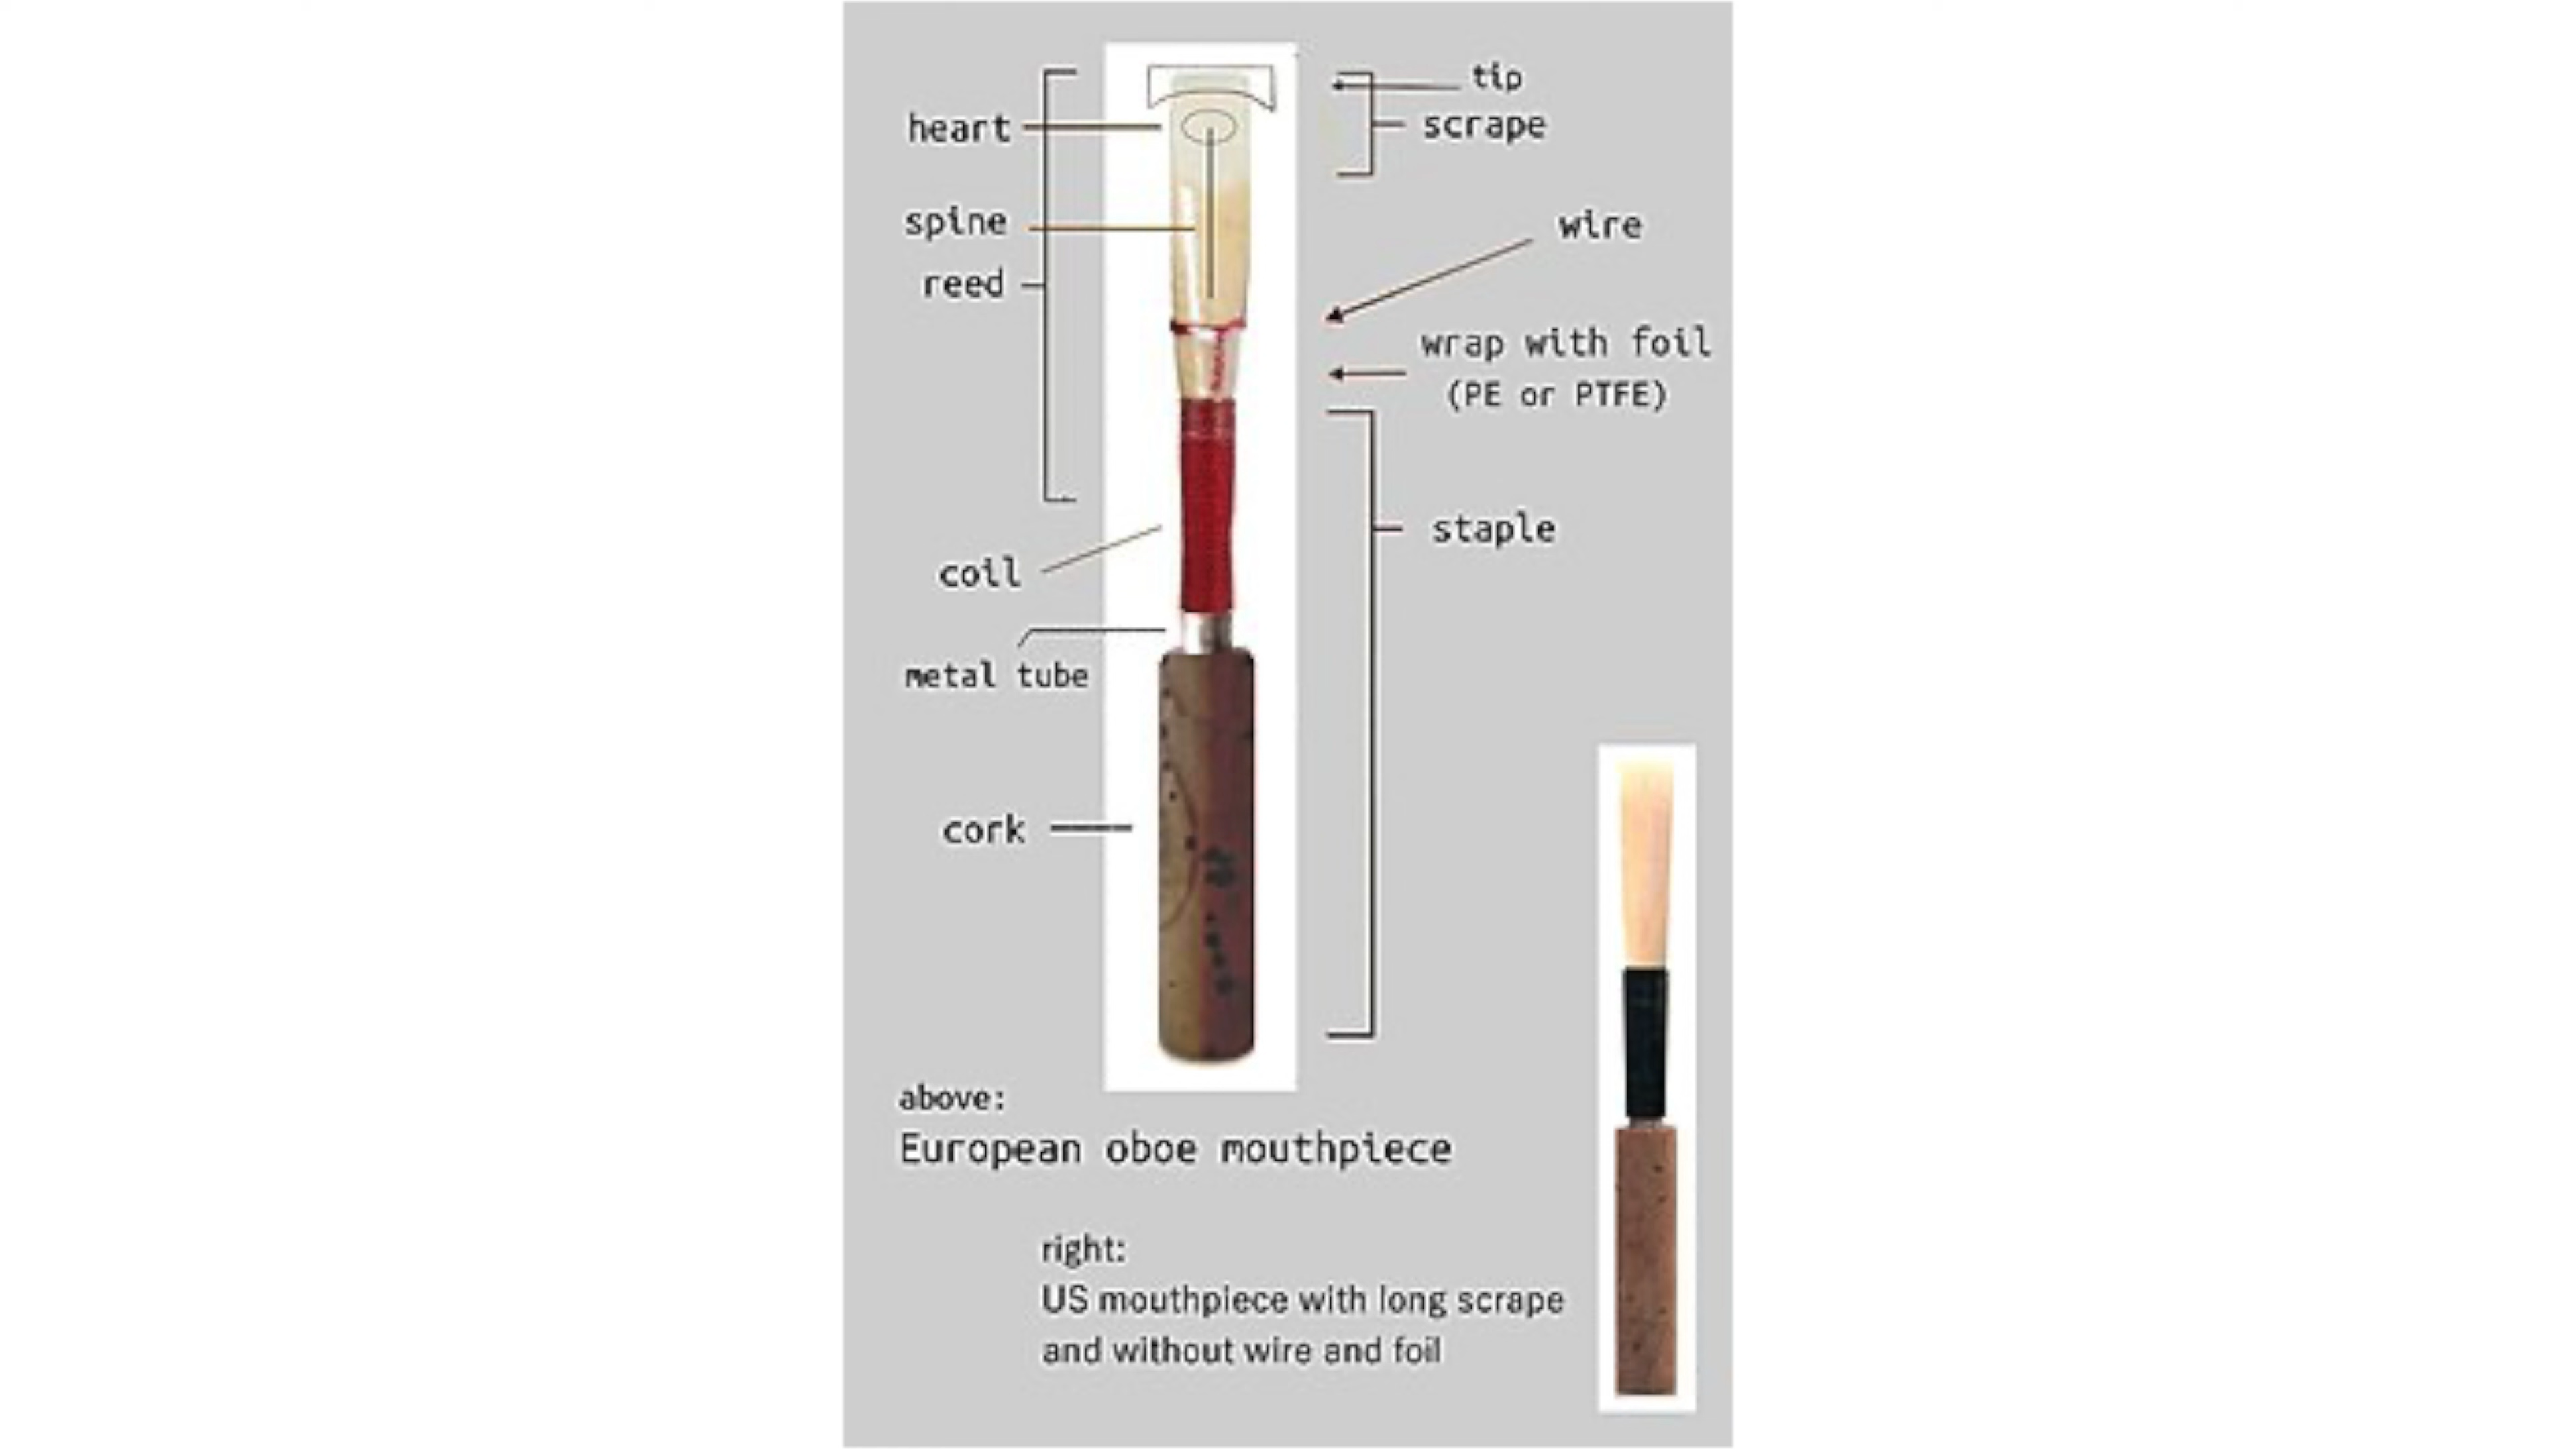 tip
scrape
heart
spine
wire
reed
wrap with foil
(PE or PTFE)
staple
coil
metal tube
cork
above:
European oboe mouthpiece
right:
US mouthpiece with long scrape
and without wire and foil